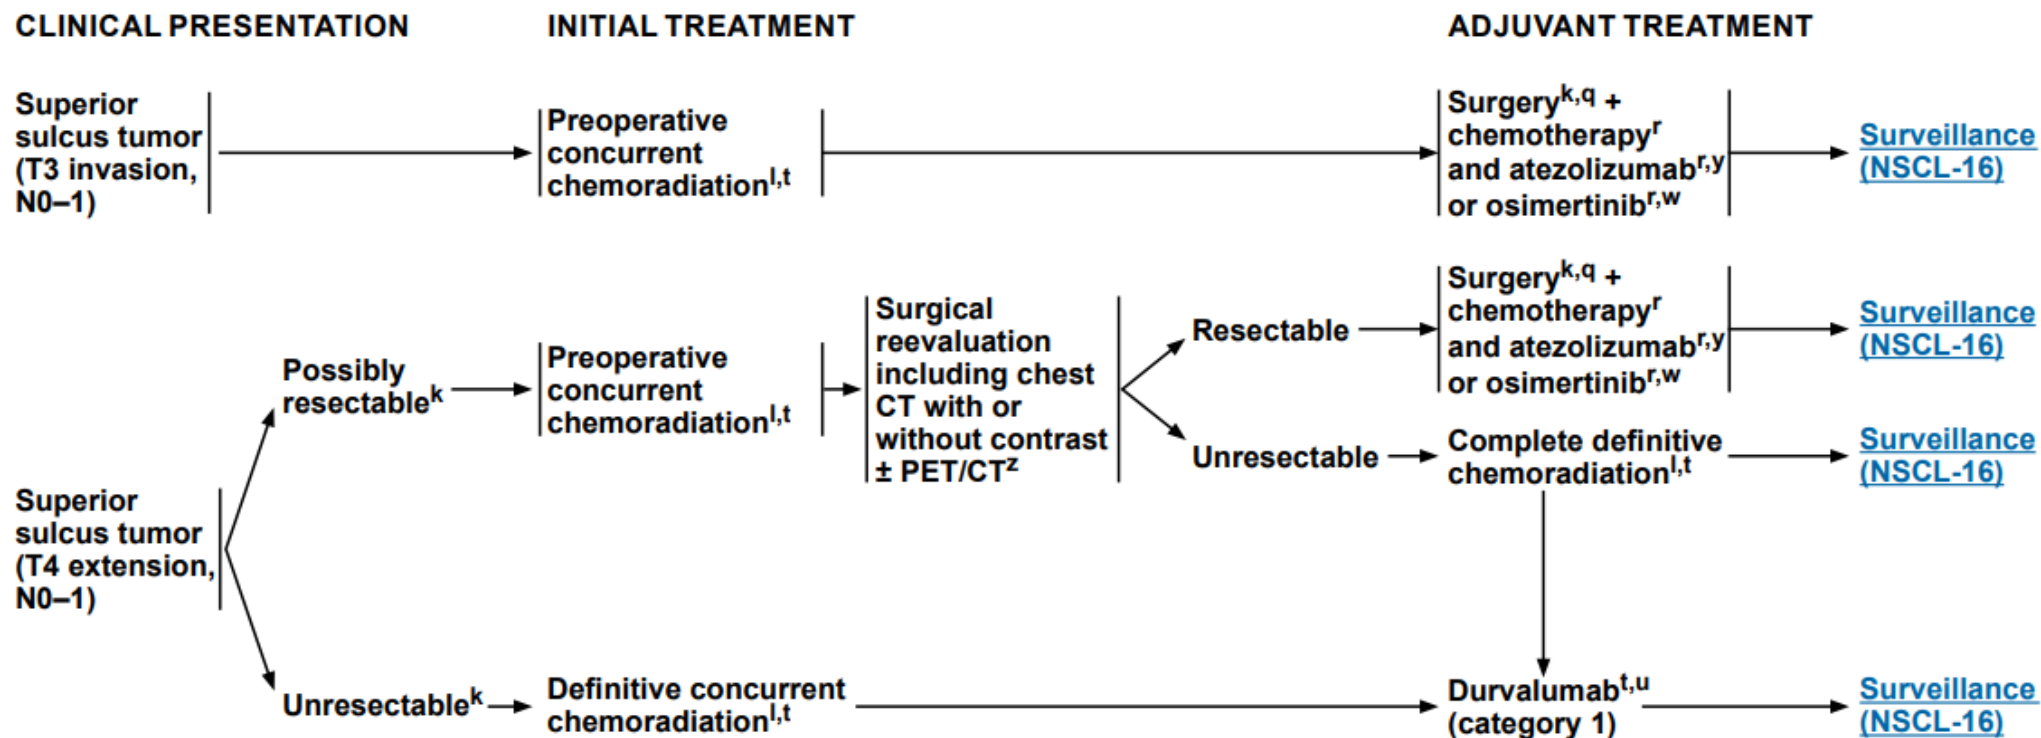 CLINICAL PRESENTATION
INITIAL TREATMENT
ADJUVANT TREATMENT
Superior
sulcus tumor
(T3 invasion,
N0–1)
Preoperative
concurrent
chemoradiationl,t
Surgeryk,q +
chemotherapyr
and atezolizumabr,y
or osimertinibr,w
Surveillance
(NSCL-16)
Superior
sulcus tumor
(T4 extension,
N0–1)
Possibly
resectablek
Preoperative
concurrent
chemoradiationl,t
Surgical
reevaluation
including chest
CT with or
without contrast
± PET/CTz
Resectable
Surgeryk,q +
chemotherapyr
and atezolizumabr,y
or osimertinibr,w
Surveillance
(NSCL-16)
Unresectable
Complete definitive
chemoradiationl,t
Surveillance
(NSCL-16)
Unresectablek
Definitive concurrent
chemoradiationl,t
Durvalumabt,u
(category 1)
Surveillance
(NSCL-16)